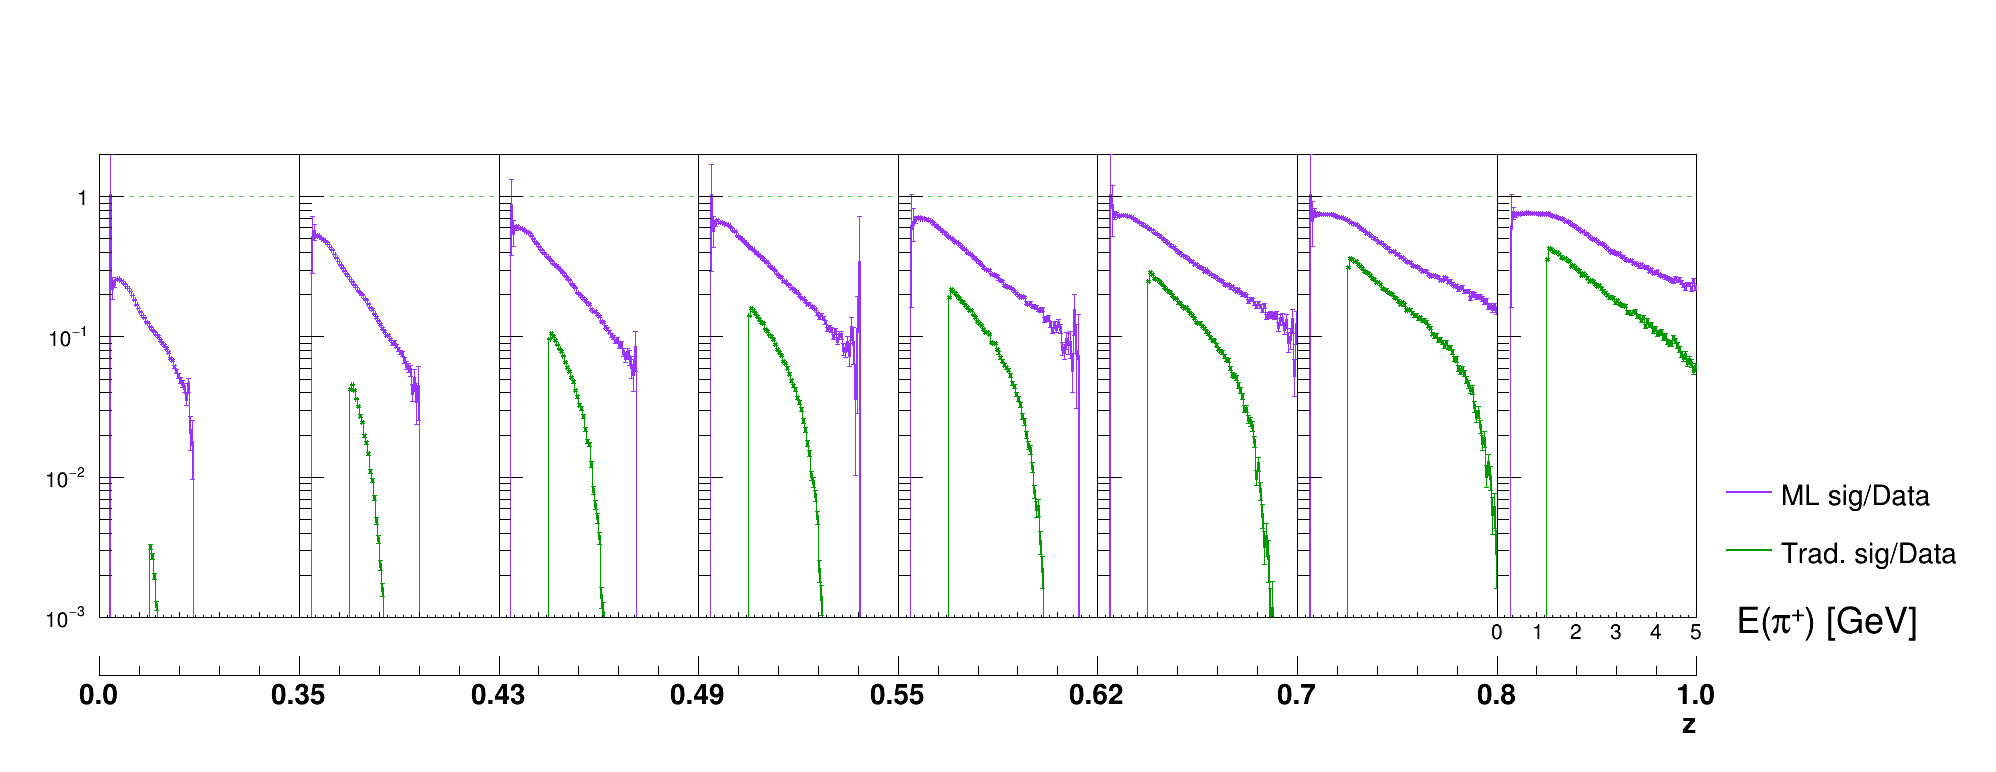 1
10⁻¹
10⁻²
10⁻³
ML sig/Data
Trad. sig/Data
E(π⁺) [GeV]
0 1 2 3 4 5
0.0 0.35 0.43 0.49 0.55 0.62 0.7 0.8 1.0
z